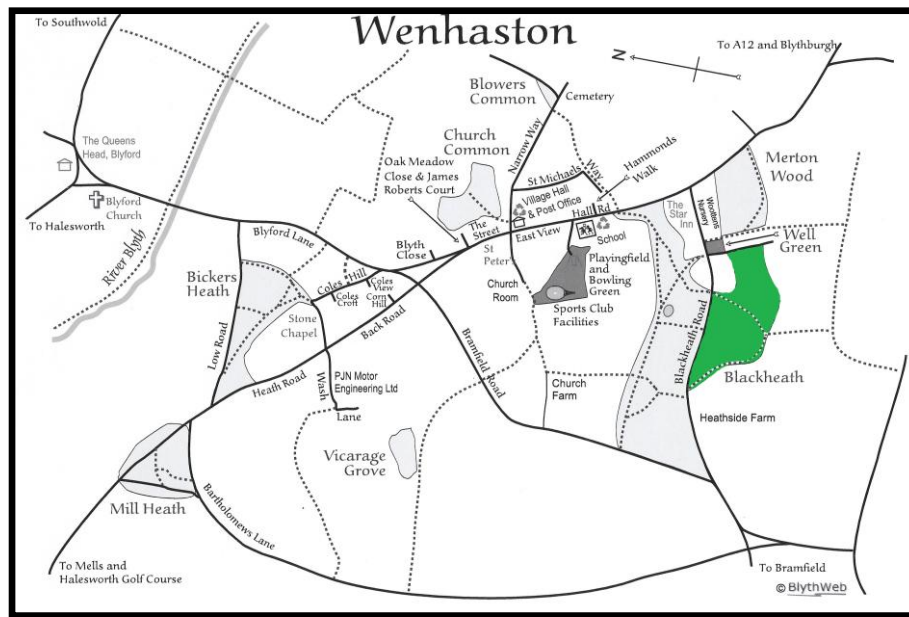 Wenhaston
To Southwold
N
To A12 and Blythburgh
Blowers
Common
Cemetery
The Queens
Head, Blyford
Church
Common
Narrow Way
Hammonds
Walk
Merton
Wood
Oak Meadow
Close & James
Roberts Court
St Michaels
Way
Village Hall
& Post Office
Hall Rd
Woottens
Nursery
Blyford
Church
The
Star
Inn
Well
Green
To Halesworth
River Blyth
Blyford Lane
The
Street
East View
School
Blyth
Close
St
Peter
Playingfield
and
Bowling
Green
Bickers
Heath
Coles Hill
Coles
View
Coles
Croft
Corn
Hill
Church
Room
Sports Club
Facilities
Stone
Chapel
Back Road
Low Road
Bramfield Road
Blackheath Road
Heath Road
Wash
Lane
PJN Motor
Engineering Ltd
Church
Farm
Blackheath
Heathside Farm
Vicarage
Grove
Mill Heath
Bartholomews Lane
To Mells and
Halesworth Golf Course
To Bramfield
© BlythWeb